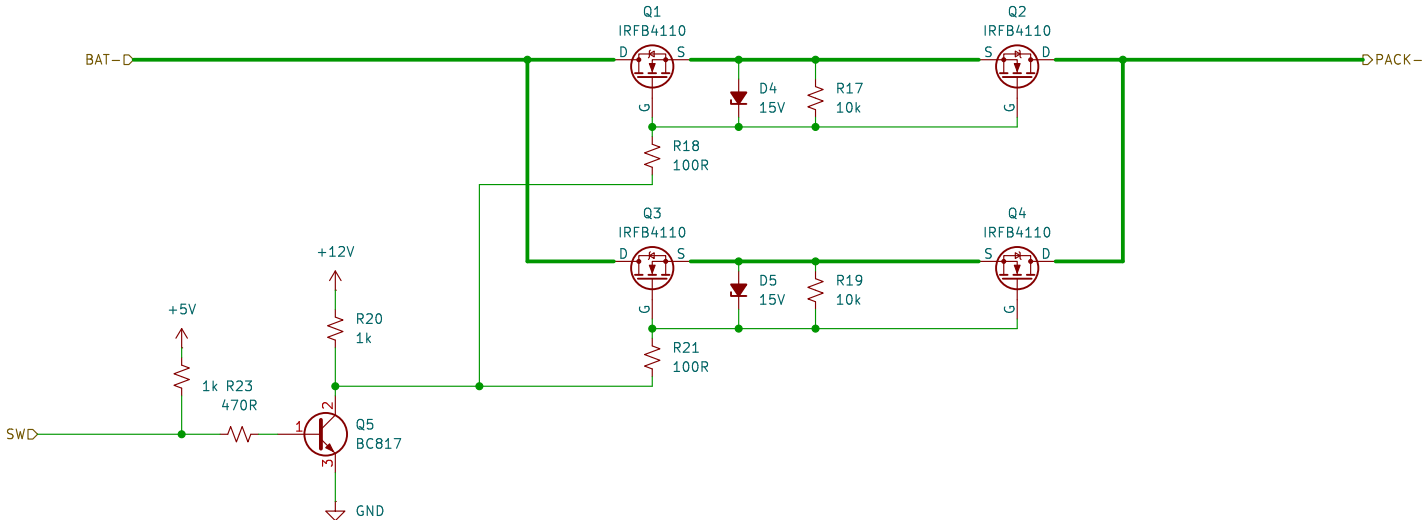 Q1
IRFB4110
Q2
IRFB4110
BAT-
D
S
S
D
PACK-
G
D4
15V
R17
10k
G
R18
100R
Q3
IRFB4110
Q4
IRFB4110
D
S
S
D
+12V
G
D5
15V
R19
10k
G
+5V
R20
1k
R21
100R
1k R23
470R
2
SW
1
Q5
BC817
3
GND